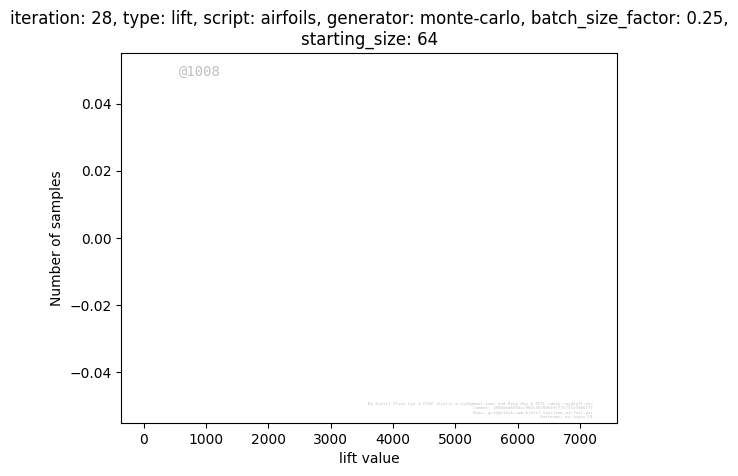 iteration: 28, type: lift, script: airfoils, generator: monte-carlo, batch_size_factor: 0.25,
starting_size: 64
@1008
0.04
0.02
0.00
−0.02
−0.04
Number of samples
0 1000 2000 3000 4000 5000 6000 7000
lift value